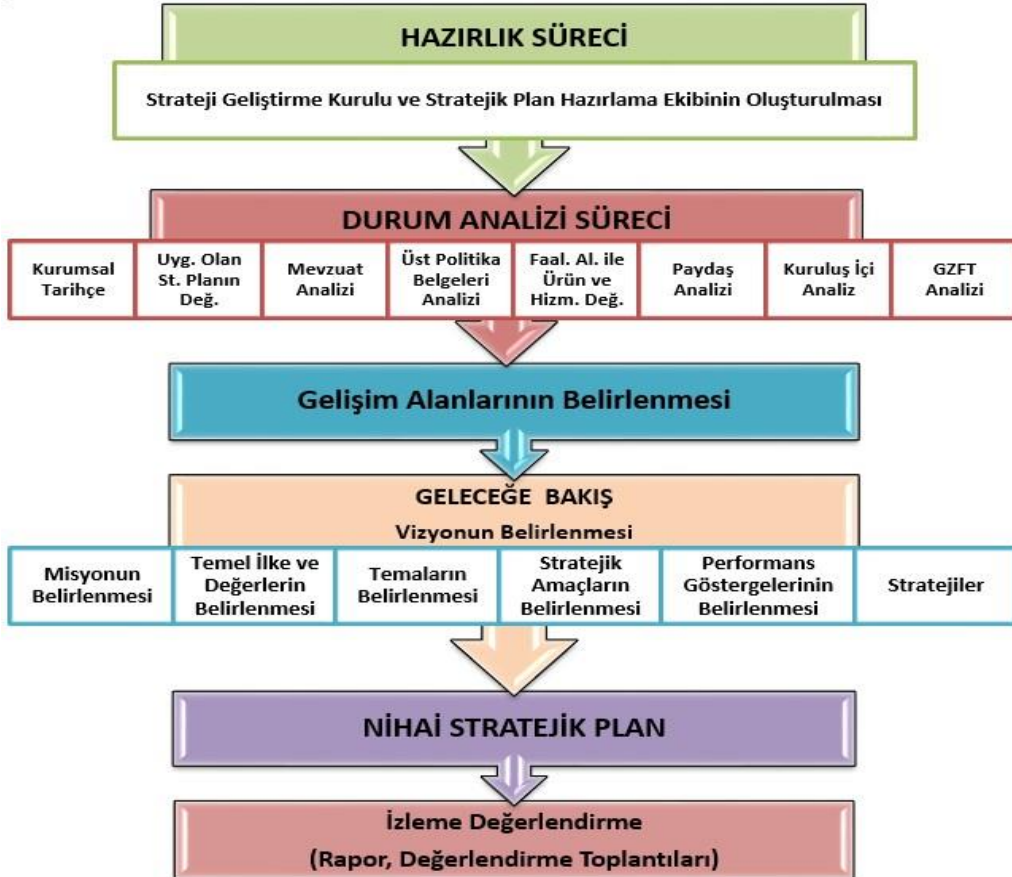 HAZIRLIK SÜRECİ
Strateji Geliştirme Kurulu ve Stratejik Plan Hazırlama Ekibinin Oluşturulması
DURUM ANALİZİ SÜRECİ
Kurumsal
Tarihçe
Uyg. Olan
St. Planın
Değ.
Mevzuat
Analizi
Üst Politika
Belgeleri
Analizi
Faal. Al. ile
Ürün ve
Hizm. Değ.
Paydaş
Analizi
Kuruluş İçi
Analiz
GZFT
Analizi
Gelişim Alanlarının Belirlenmesi
GELECEĞE BAKIŞ
Vizyonun Belirlenmesi
Misyonun
Belirlenmesi
Temel İlke ve
Değerlerin
Belirlenmesi
Temaların
Belirlenmesi
Stratejik
Amaçların
Belirlenmesi
Performans
Göstergelerinin
Belirlenmesi
Stratejiler
NİHAİ STRATEJİK PLAN
İzleme Değerlendirme
(Rapor, Değerlendirme Toplantıları)